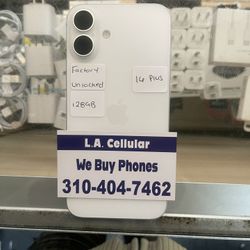 Factory
Unlocked
128GB
16 Plus
L.A. Cellular
We Buy Phones
310-404-7462